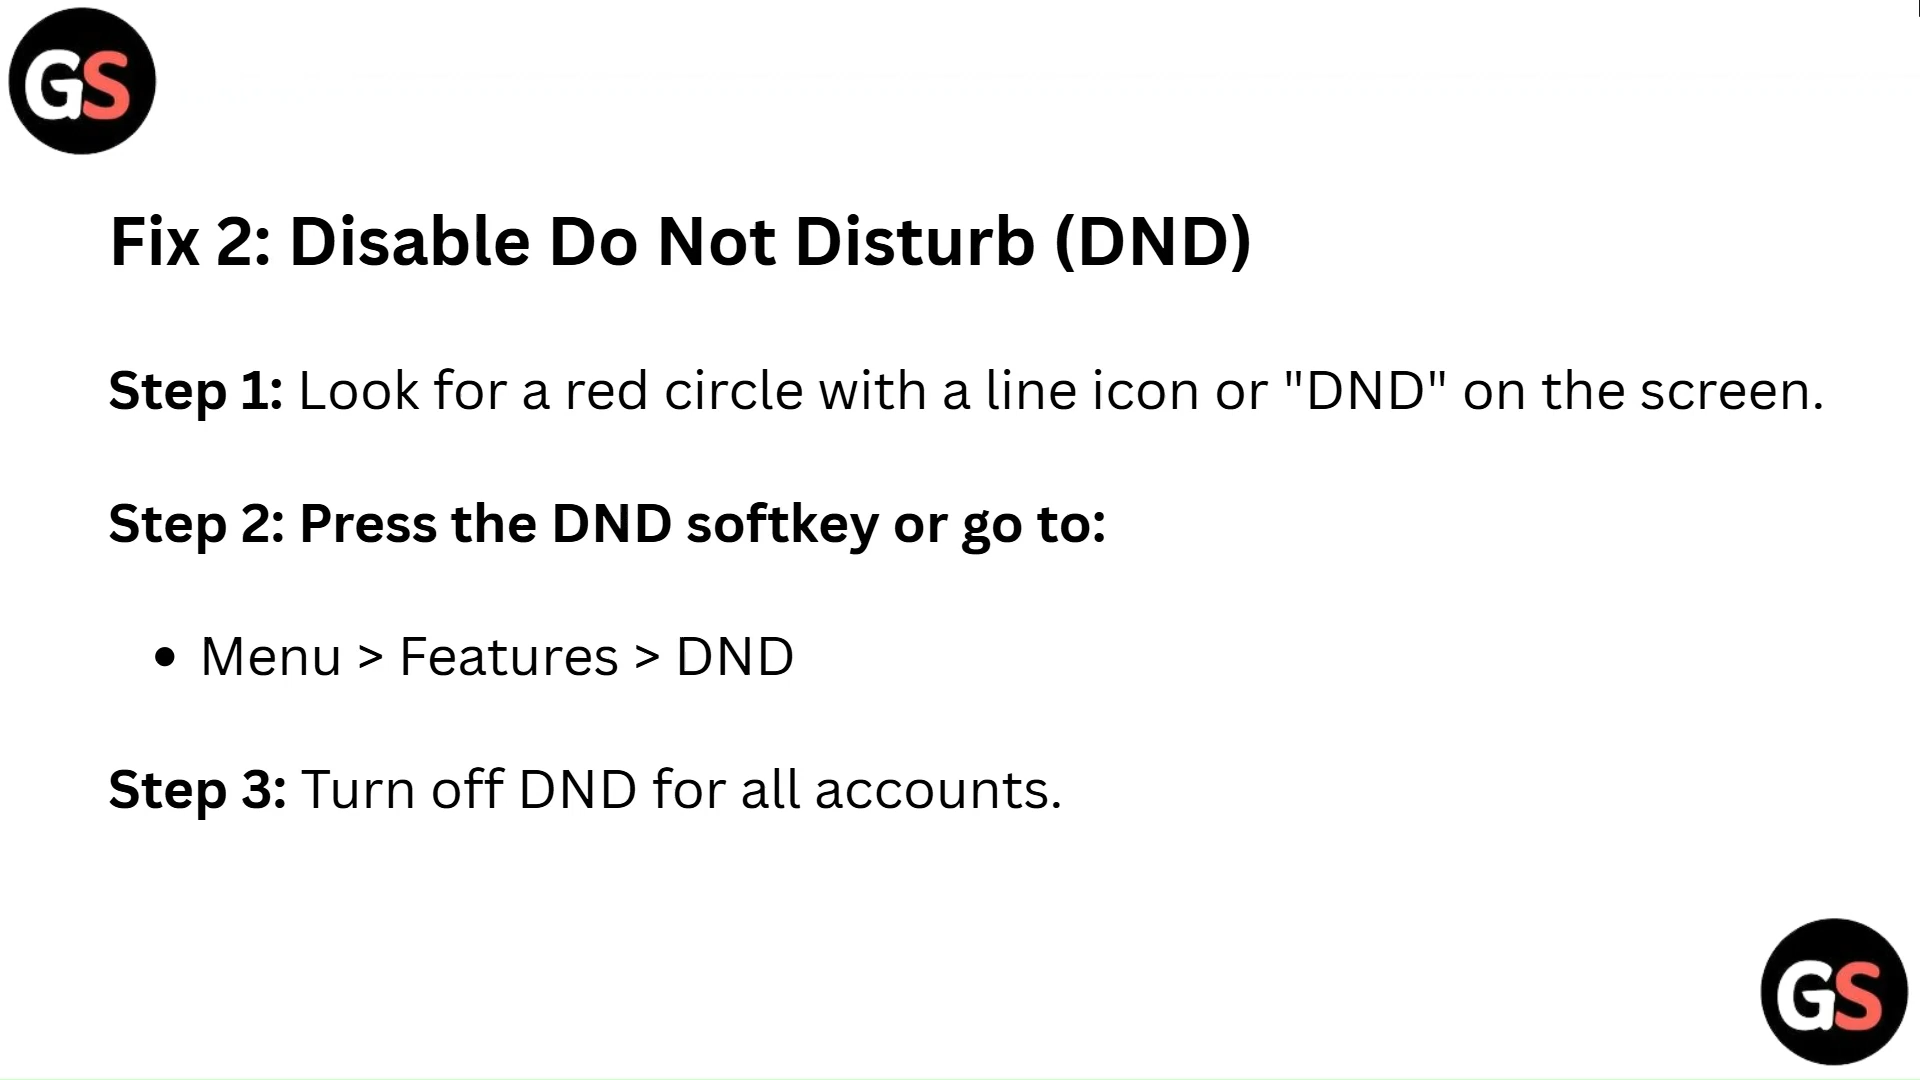 GS
Fix 2: Disable Do Not Disturb (DND)
Step 1: Look for a red circle with a line icon or "DND" on the screen.
Step 2: Press the DND softkey or go to:
• Menu > Features > DND
Step 3: Turn off DND for all accounts.
GS